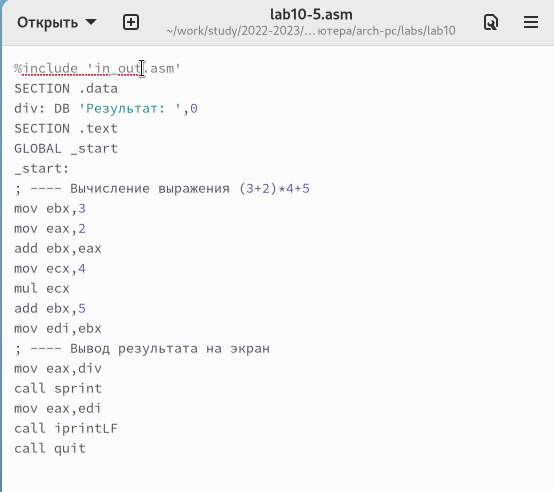 Открыть
lab10-5.asm
~/work/study/2022-2023/...ютера/arch-pc/labs/lab10
%include 'in_out.asm'
SECTION .data
div: DB 'Результат: ',0
SECTION .text
GLOBAL _start
_start:
; ---- Вычисление выражения (3+2)*4+5
mov ebx,3
mov eax,2
add ebx,eax
mov ecx,4
mul ecx
add ebx,5
mov edi,ebx
; ---- Вывод результата на экран
mov eax,div
call sprint
mov eax,edi
call iprintLF
call quit